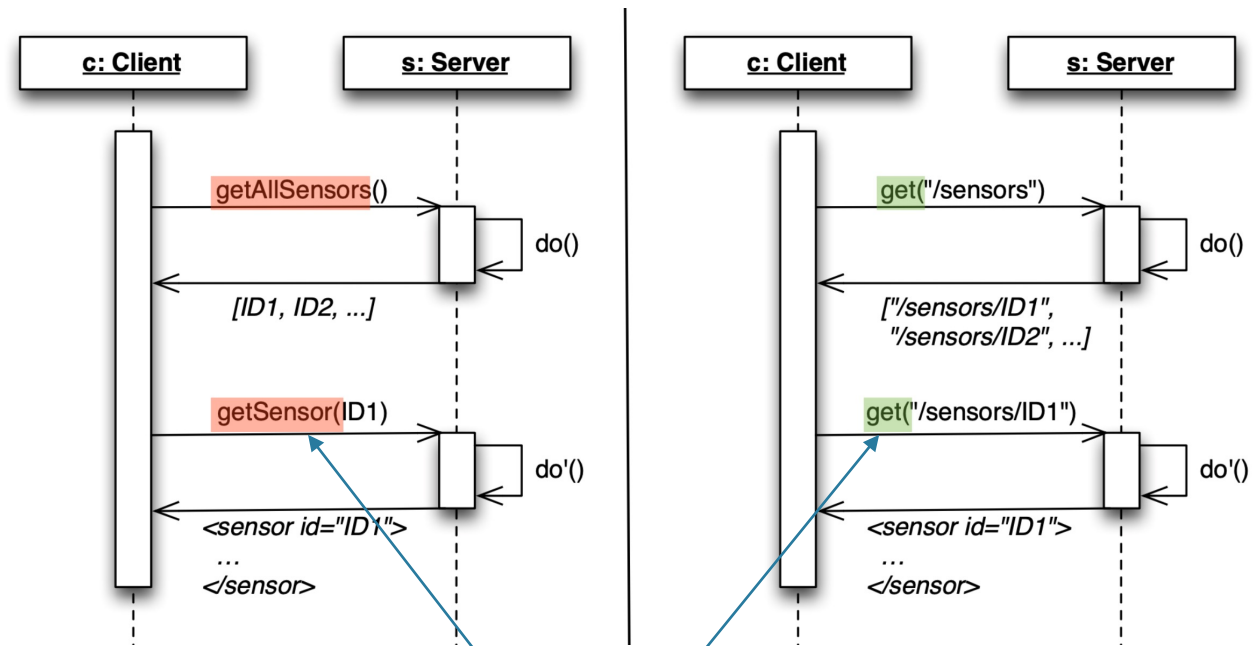 c: Client
s: Server
getAllSensors()
do()
[ID1, ID2, ...]
getSensor(ID1)
do'()
<sensor id="ID1">
...
</sensor>
c: Client
s: Server
get("/sensors")
do()
["/sensors/ID1",
"/sensors/ID2", ...]
get("/sensors/ID1")
do'()
<sensor id="ID1">
...
</sensor>